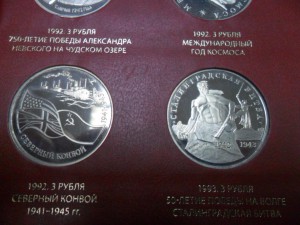 1992. 3 РУБЛЯ
750-ЛЕТИЕ ПОБЕДЫ АЛЕКСАНДРА
НЕВСКОГО НА ЧУДСКОМ ОЗЕРЕ
1992. 3 РУБЛЯ
МЕЖДУНАРОДНЫЙ
ГОД КОСМОСА
СЕВЕРНЫЙ КОНВОЙ
СТАЛИНГРАДСКАЯ БИТВА
1942 1943
1992. 3 РУБЛЯ
СЕВЕРНЫЙ КОНВОЙ
1941-1945 гг.
1993. 3 РУБЛЯ
50-ЛЕТИЕ ПОБЕДЫ НА ВОЛГЕ
СТАЛИНГРАДСКАЯ БИТВА